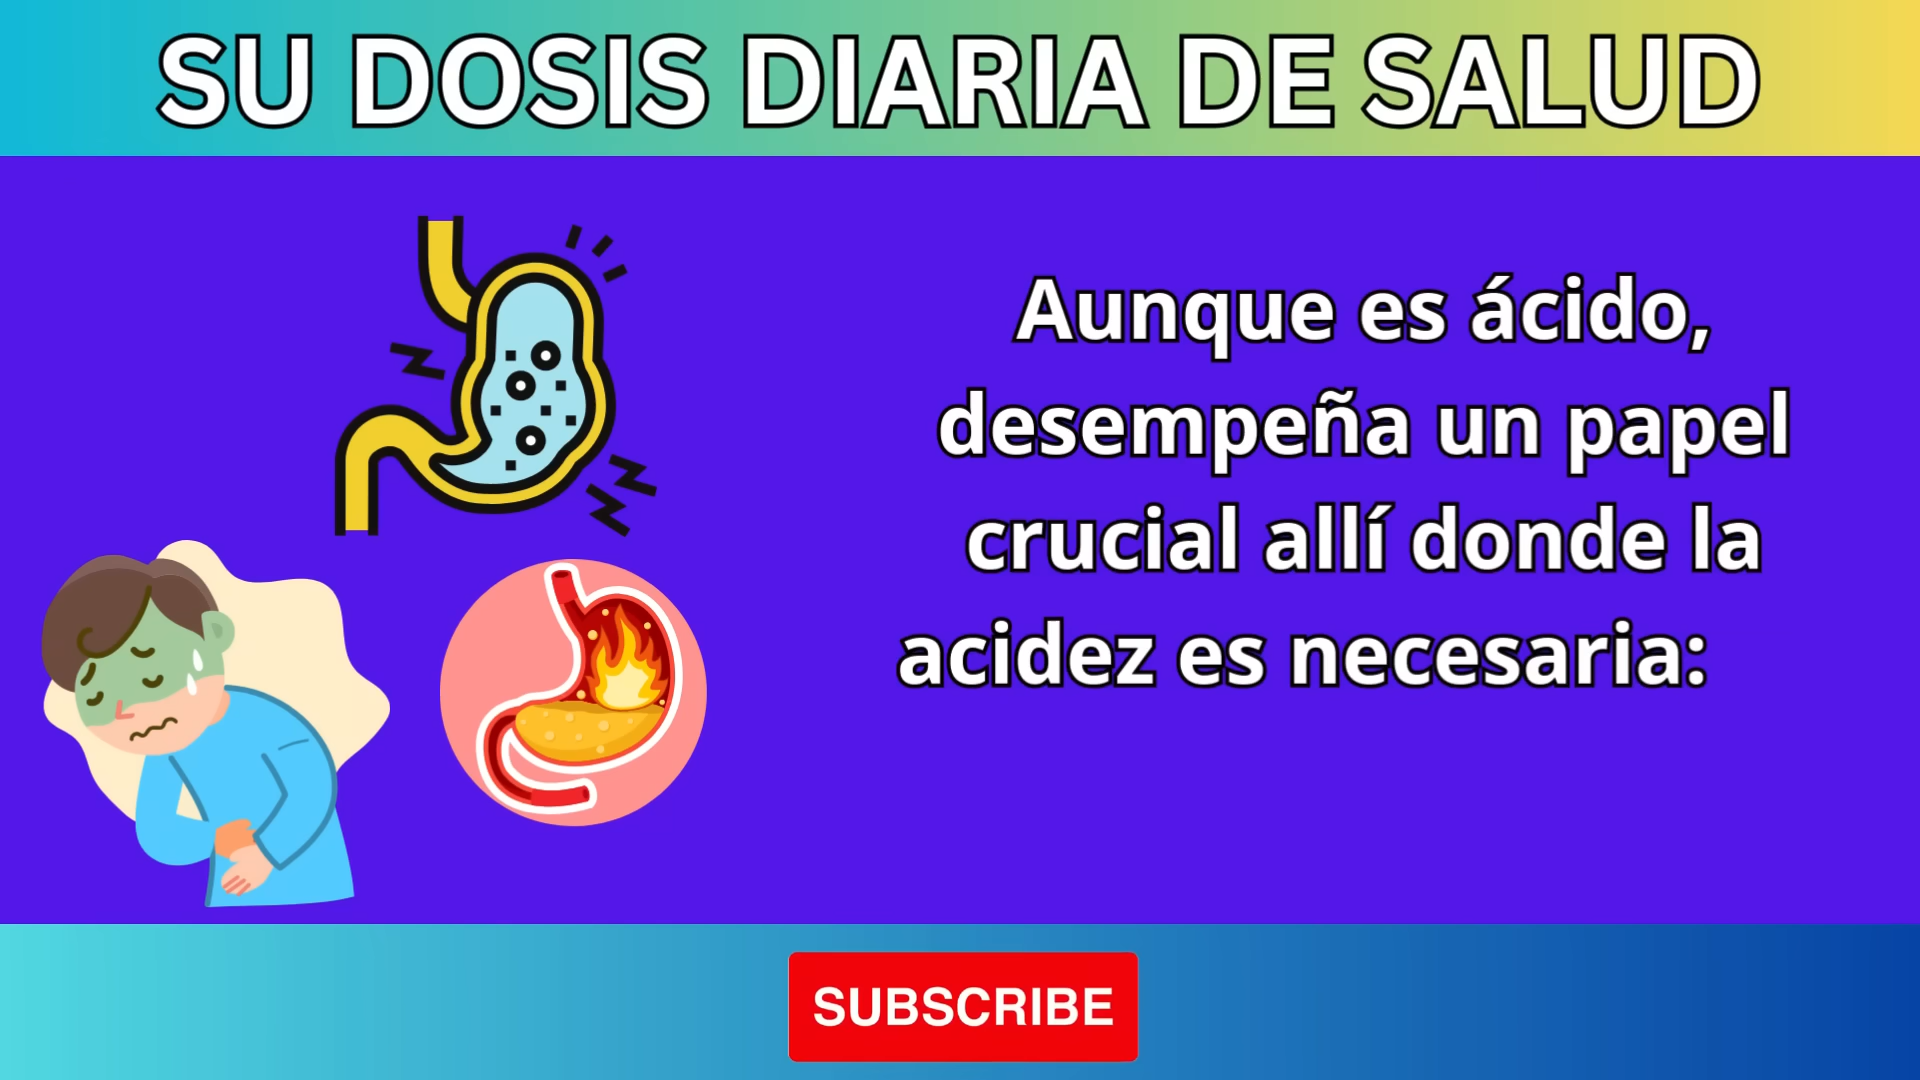 SU DOSIS DIARIA DE SALUD
Aunque es ácido,
desempeña un papel
crucial allí donde la
acidez es necesaria:
SUBSCRIBE